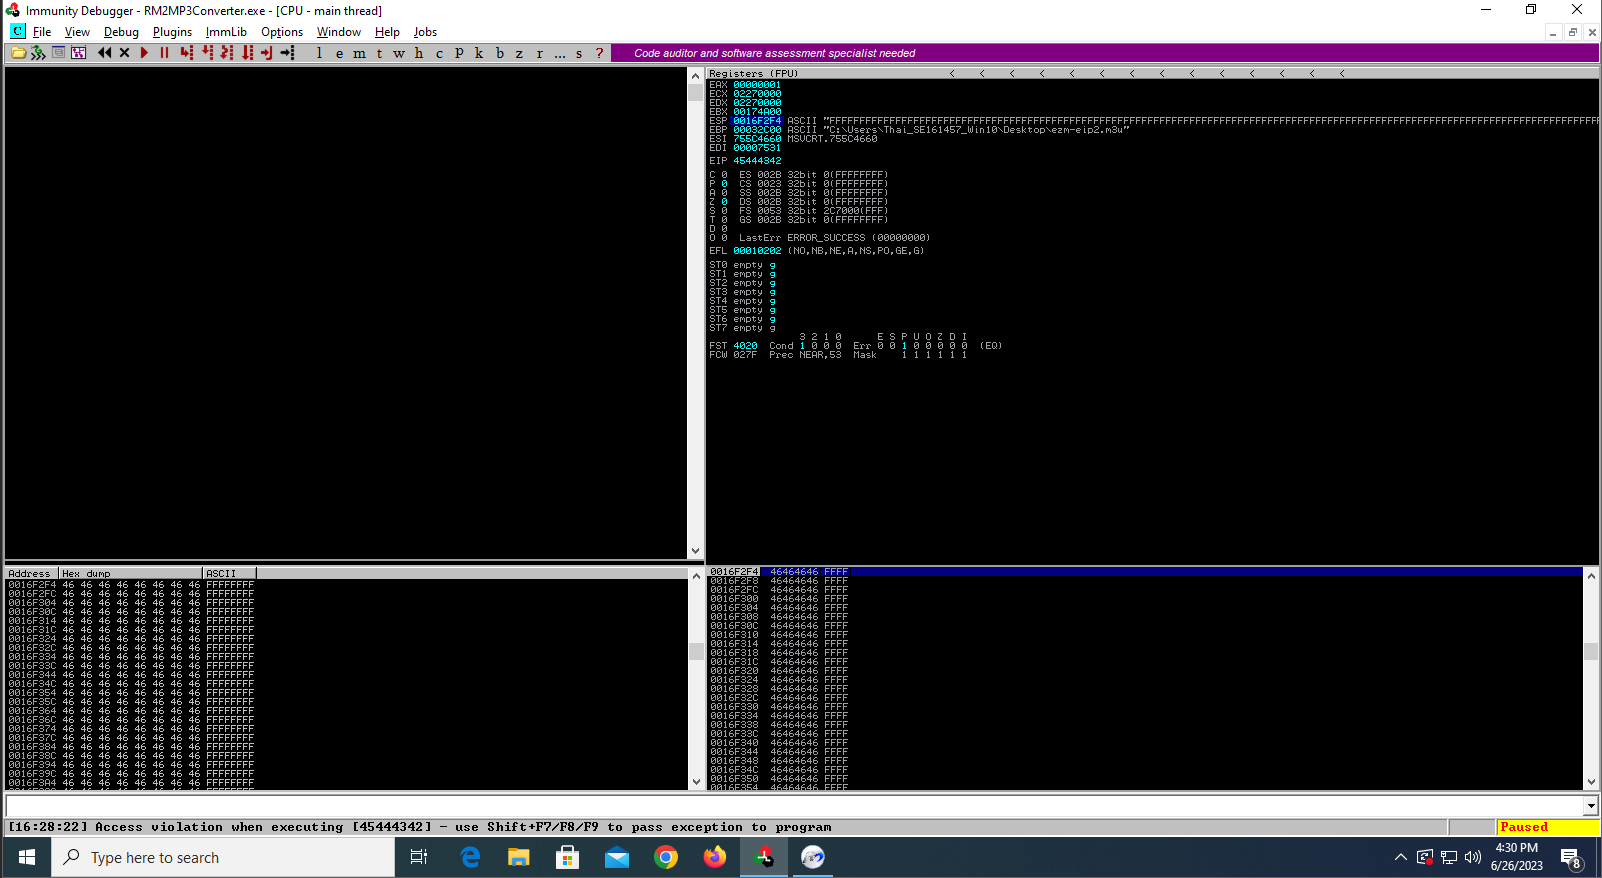 Immunity Debugger - RM2MP3Converter.exe - [CPU - main thread]
C File View Debug Plugins ImmLib Options Window Help Jobs
l e m t w h c P k b z r ... s ? Code auditor and software assessment specialist needed
Registers (FPU) < < < < < < < < < < < < < <
EAX 00000001
ECX 02270000
EDX 02270000
EBX 00174A00
ESP 0016F2F4 ASCII "FFFFFFFFFFFFFFFFFFFFFFFFFFFFFFFFFFFFFFFFFFFFFFFFFFFFFFFFFFFFFFFFFFFFFFFFFFFFFFFFFFFFFFFFFFFFFFFFFFFFFFFFFFFFFFFFFFFFFFFFFFFF
EBP 00032C00 ASCII "C:\Users\Thai_SE161457_Win10\Desktop\ezm-eip2.m3u"
ESI 755C4660 MSVCRT.755C4660
EDI 00007531
EIP 45444342
C 0 ES 002B 32bit 0(FFFFFFFF)
P 0 CS 0023 32bit 0(FFFFFFFF)
A 0 SS 002B 32bit 0(FFFFFFFF)
Z 0 DS 002B 32bit 0(FFFFFFFF)
S 0 FS 0053 32bit 2C7000(FFF)
T 0 GS 002B 32bit 0(FFFFFFFF)
D 0
O 0 LastErr ERROR_SUCCESS (00000000)
EFL 00010202 (NO,NB,NE,A,NS,PO,GE,G)
ST0 empty g
ST1 empty g
ST2 empty g
ST3 empty g
ST4 empty g
ST5 empty g
ST6 empty g
ST7 empty g
3 2 1 0 E S P U O Z D I
FST 4020 Cond 1 0 0 0 Err 0 0 1 0 0 0 0 0 (EQ)
FCW 027F Prec NEAR,53 Mask 1 1 1 1 1 1
Address Hex dump ASCII
0016F2F4 46 46 46 46 46 46 46 46 FFFFFFFF
0016F2FC 46 46 46 46 46 46 46 46 FFFFFFFF
0016F304 46 46 46 46 46 46 46 46 FFFFFFFF
0016F30C 46 46 46 46 46 46 46 46 FFFFFFFF
0016F314 46 46 46 46 46 46 46 46 FFFFFFFF
0016F31C 46 46 46 46 46 46 46 46 FFFFFFFF
0016F324 46 46 46 46 46 46 46 46 FFFFFFFF
0016F32C 46 46 46 46 46 46 46 46 FFFFFFFF
0016F334 46 46 46 46 46 46 46 46 FFFFFFFF
0016F33C 46 46 46 46 46 46 46 46 FFFFFFFF
0016F344 46 46 46 46 46 46 46 46 FFFFFFFF
0016F34C 46 46 46 46 46 46 46 46 FFFFFFFF
0016F354 46 46 46 46 46 46 46 46 FFFFFFFF
0016F35C 46 46 46 46 46 46 46 46 FFFFFFFF
0016F364 46 46 46 46 46 46 46 46 FFFFFFFF
0016F36C 46 46 46 46 46 46 46 46 FFFFFFFF
0016F374 46 46 46 46 46 46 46 46 FFFFFFFF
0016F37C 46 46 46 46 46 46 46 46 FFFFFFFF
0016F384 46 46 46 46 46 46 46 46 FFFFFFFF
0016F38C 46 46 46 46 46 46 46 46 FFFFFFFF
0016F394 46 46 46 46 46 46 46 46 FFFFFFFF
0016F39C 46 46 46 46 46 46 46 46 FFFFFFFF
0016F3A4 46 46 46 46 46 46 46 46 FFFFFFFF
0016F2F4 46464646 FFFF
0016F2F8 46464646 FFFF
0016F2FC 46464646 FFFF
0016F300 46464646 FFFF
0016F304 46464646 FFFF
0016F308 46464646 FFFF
0016F30C 46464646 FFFF
0016F310 46464646 FFFF
0016F314 46464646 FFFF
0016F318 46464646 FFFF
0016F31C 46464646 FFFF
0016F320 46464646 FFFF
0016F324 46464646 FFFF
0016F328 46464646 FFFF
0016F32C 46464646 FFFF
0016F330 46464646 FFFF
0016F334 46464646 FFFF
0016F338 46464646 FFFF
0016F33C 46464646 FFFF
0016F340 46464646 FFFF
0016F344 46464646 FFFF
0016F348 46464646 FFFF
0016F34C 46464646 FFFF
0016F350 46464646 FFFF
0016F354 46464646 FFFF
[16:28:22] Access violation when executing [45444342] - use Shift+F7/F8/F9 to pass exception to program
Paused
Type here to search
4:30 PM
6/26/2023
8